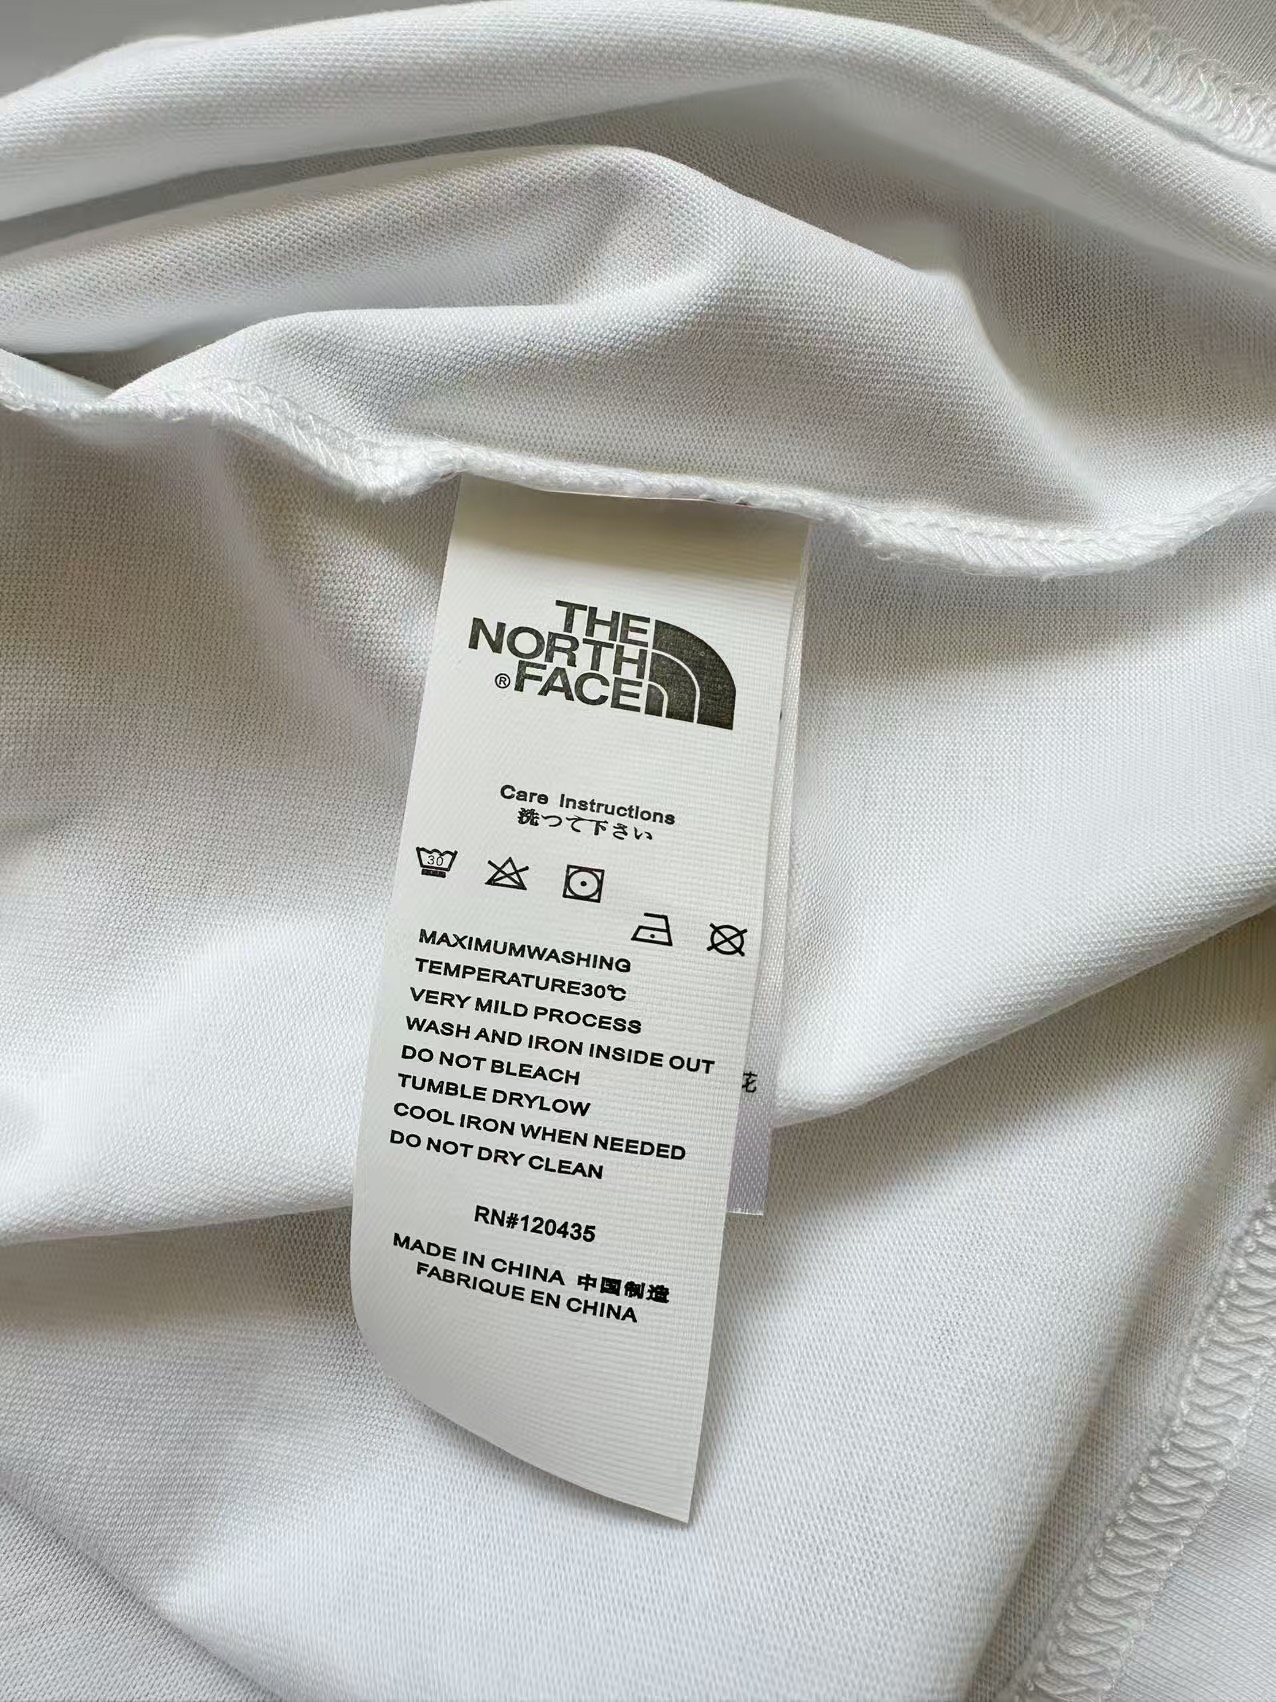 THE
NORTH
®FACE
Care Instructions
洗つて下さい
30
MAXIMUMWASHING
TEMPERATURE30℃
VERY MILD PROCESS
WASH AND IRON INSIDE OUT
DO NOT BLEACH
TUMBLE DRYLOW
COOL IRON WHEN NEEDED
DO NOT DRY CLEAN
花
RN#120435
MADE IN CHINA 中国制造
FABRIQUE EN CHINA